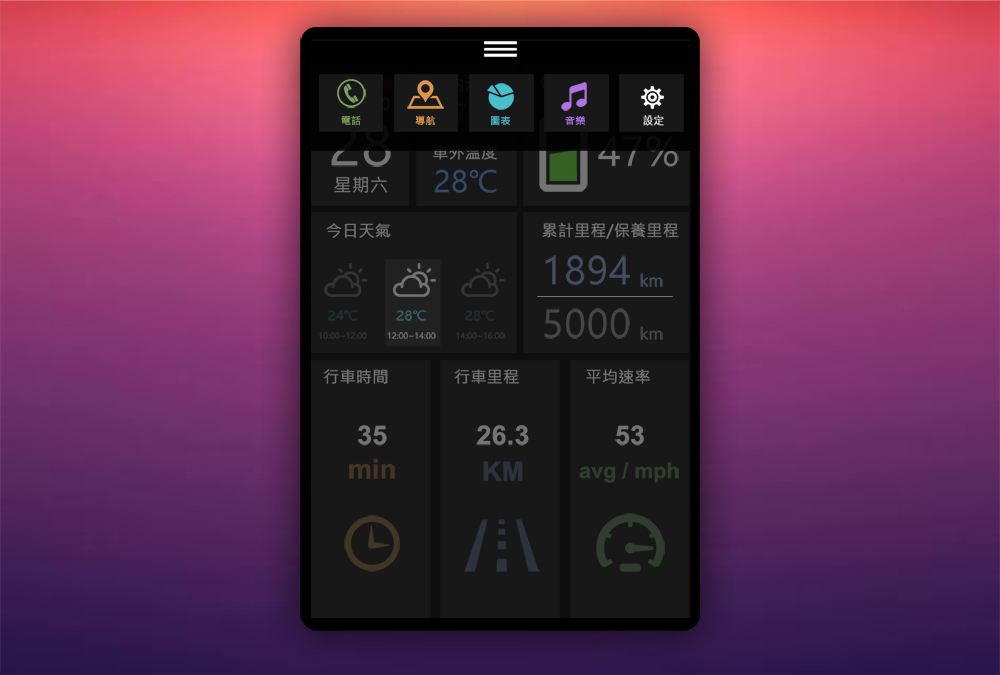 電話 導航 圖表 音樂 設定
28 車外溫度 47%
星期六 28℃
今日天氣 累計里程/保養里程
1894 km
24℃ 28℃ 28℃
10:00~12:00 12:00~14:00 14:00~16:00
5000 km
行車時間 行車里程 平均速率
35 26.3 53
min KM avg / mph